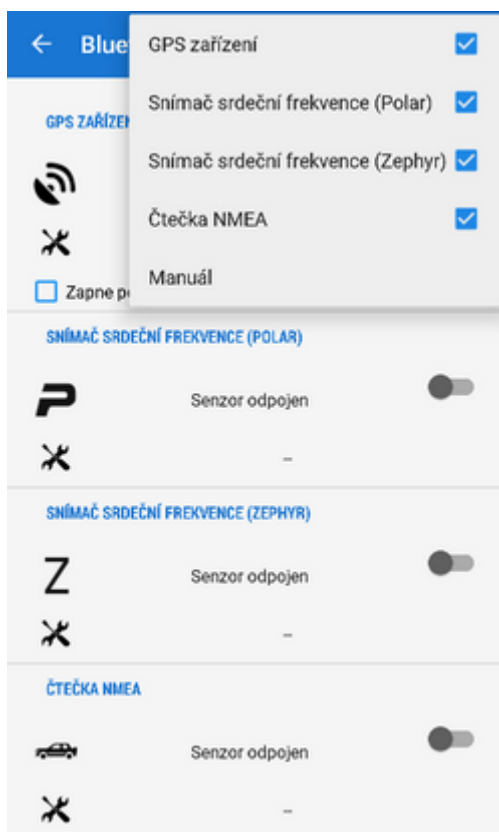 Blue
GPS zařízení
Snímač srdeční frekvence (Polar)
GPS ZAŘÍZE
Snímač srdeční frekvence (Zephyr)
Čtečka NMEA
Manuál
Zapne p
SNÍMAČ SRDEČNÍ FREKVENCE (POLAR)
Senzor odpojen
–
SNÍMAČ SRDEČNÍ FREKVENCE (ZEPHYR)
Z
Senzor odpojen
–
ČTEČKA NMEA
Senzor odpojen
–